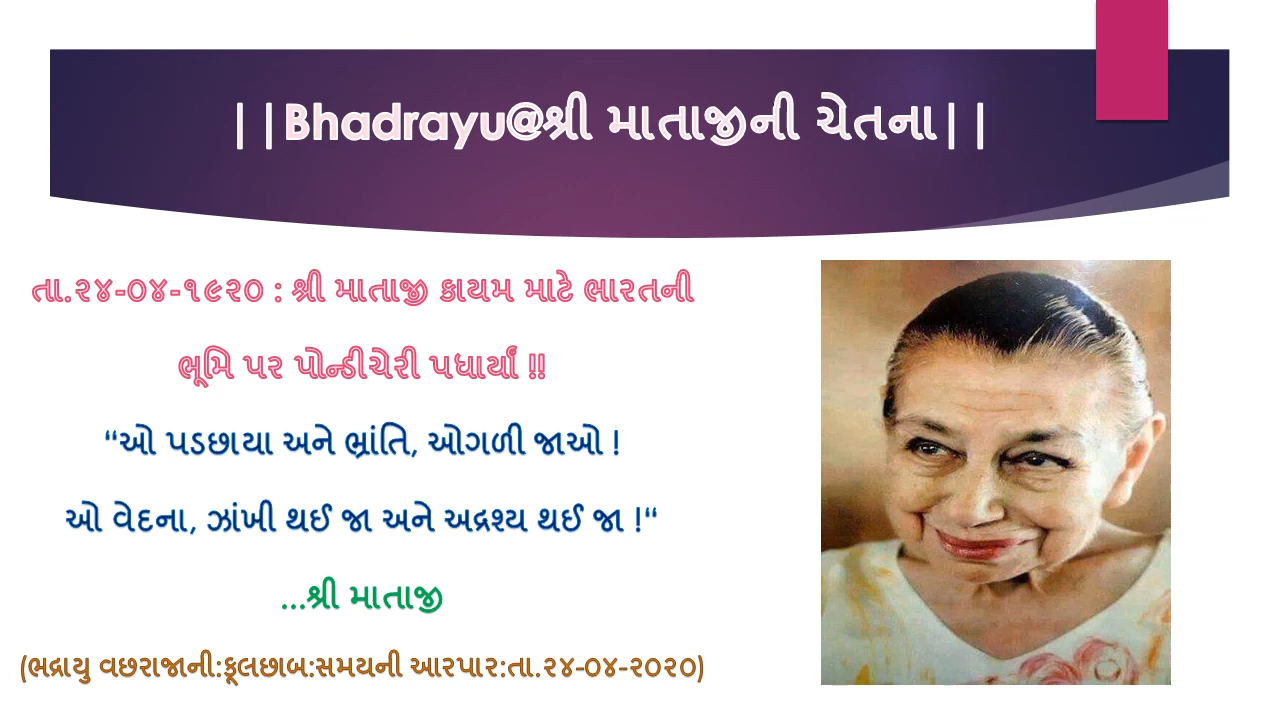 ||Bhadrayu@શ્રી માતાજીની ચેતના||
તા.૨૪-૦૪-૧૯૨૦ : શ્રી માતાજી કાયમ માટે ભારતની
ભૂમિ પર પોન્ડીચેરી પધાર્યાં !!
“ઓ પડછાયા અને ભ્રાંતિ, ઓગળી જાઓ !
ઓ વેદના, ઝાંખી થઈ જા અને અદ્રશ્ય થઈ જા !“
...શ્રી માતાજી
(ભદ્રાયુ વછરાજાની:ફૂલછાબ:સમયની આરપાર:તા.૨૪-૦૪-૨૦૨૦)